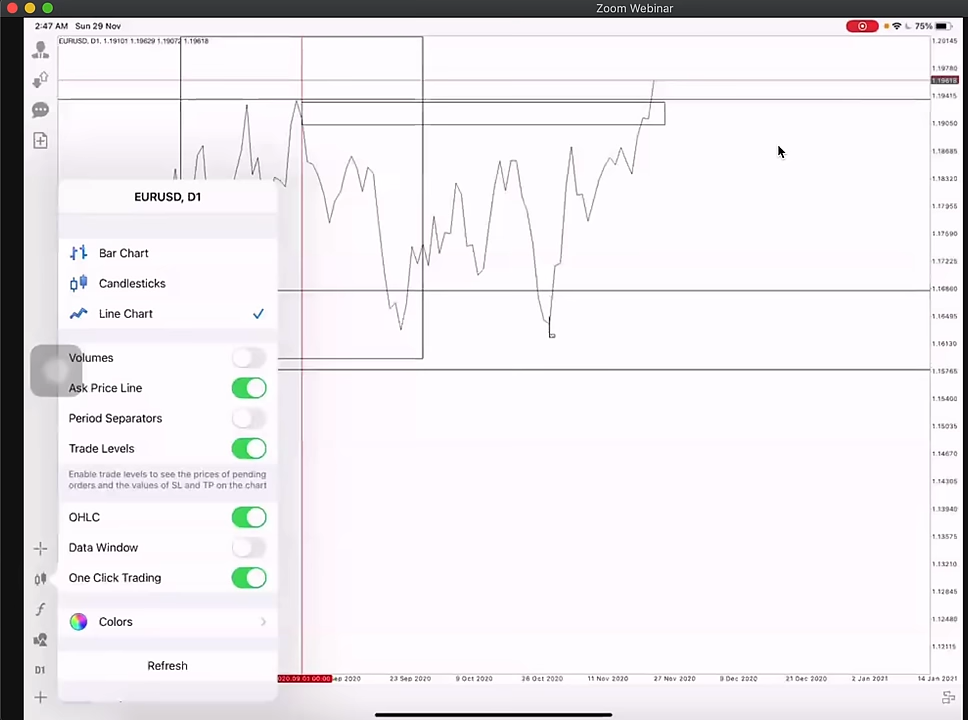 Zoom Webinar
2:47 AM Sun 29 Nov
75%
EURUSD, D1, 1.19101 1.19629 1.19072 1.19618
1.20145
1.19780
1.19618
1.19415
1.19050
1.18685
1.18320
1.17955
1.17590
1.17225
1.16860
1.16495
1.16130
1.15765
1.15400
1.15035
1.14670
1.14305
1.13940
1.13575
1.13210
1.12845
1.12480
1.12115
EURUSD, D1
Bar Chart
Candlesticks
Line Chart
Volumes
Ask Price Line
Period Separators
Trade Levels
Enable trade levels to see the prices of pending
orders and the values of SL and TP on the chart
OHLC
Data Window
One Click Trading
Colors
Refresh
D1
020.09.01 00:00 ep 2020 23 Sep 2020 9 Oct 2020 26 Oct 2020 11 Nov 2020 27 Nov 2020 9 Dec 2020 21 Dec 2020 2 Jan 2021 14 Jan 2021